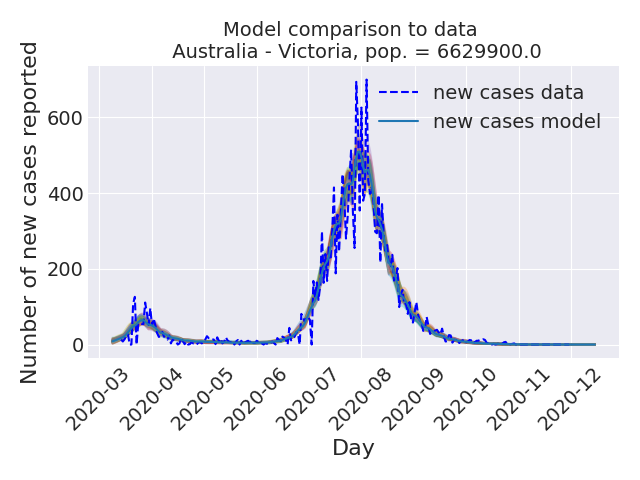 Model comparison to data
Australia - Victoria, pop. = 6629900.0
new cases data
new cases model
Number of new cases reported
600
400
200
0
2020-03
2020-04
2020-05
2020-06
2020-07
2020-08
2020-09
2020-10
2020-11
2020-12
Day